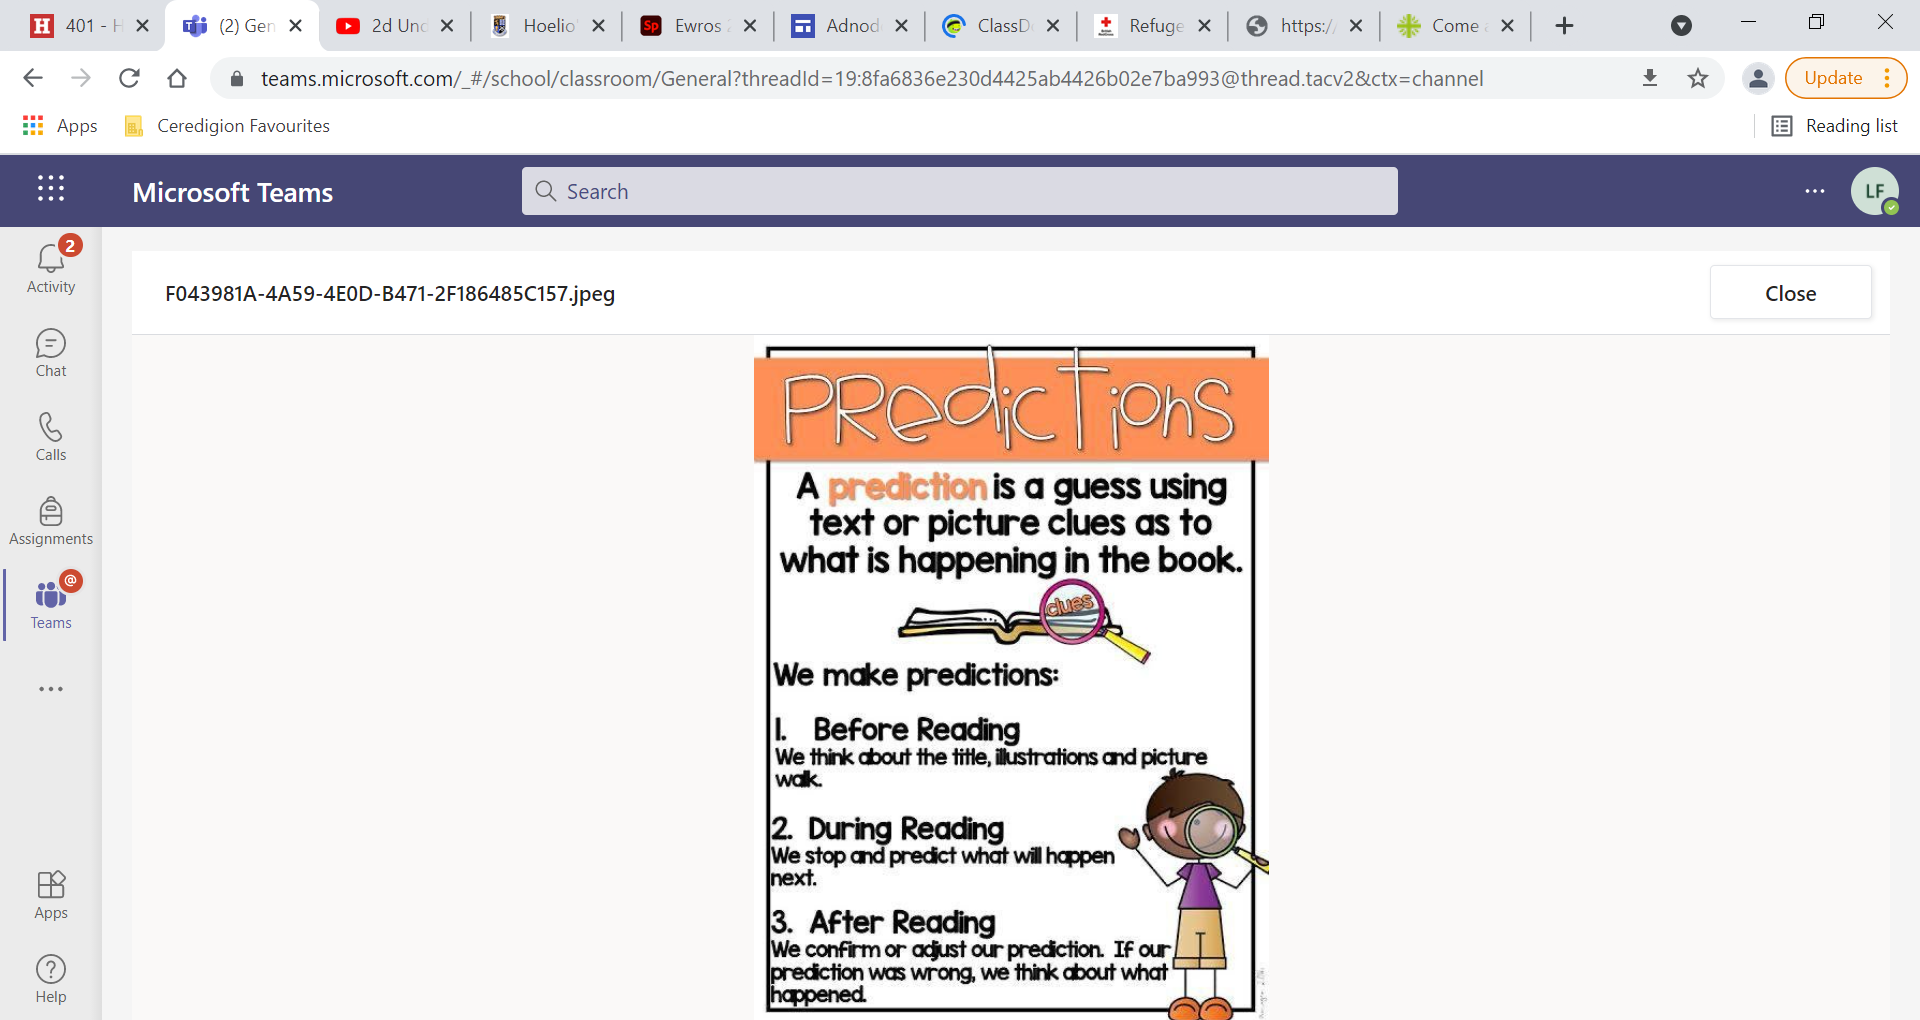 401 - H
(2) Gen
2d Und
Hoelio
Ewros
Adnod
ClassD
Refuge
https:/
Come
teams.microsoft.com/_#/school/classroom/General?threadId=19:8fa6836e230d4425ab4426b02e7ba993@thread.tacv2&ctx=channel
Update
Apps
Ceredigion Favourites
Reading list
Microsoft Teams
Search
LF
2
Activity
Chat
Calls
Assignments
@
Teams
Apps
Help
F043981A-4A59-4E0D-B471-2F186485C157.jpeg
Close
PRedicTions
A prediction is a guess using
text or picture clues as to
what is happening in the book.
clues
We make predictions:
1. Before Reading
We think about the title, illustrations and picture
walk.
2. During Reading
We stop and predict what will happen
next.
3. After Reading
We confirm or adjust our prediction. If our
prediction was wrong, we think about what
happened.